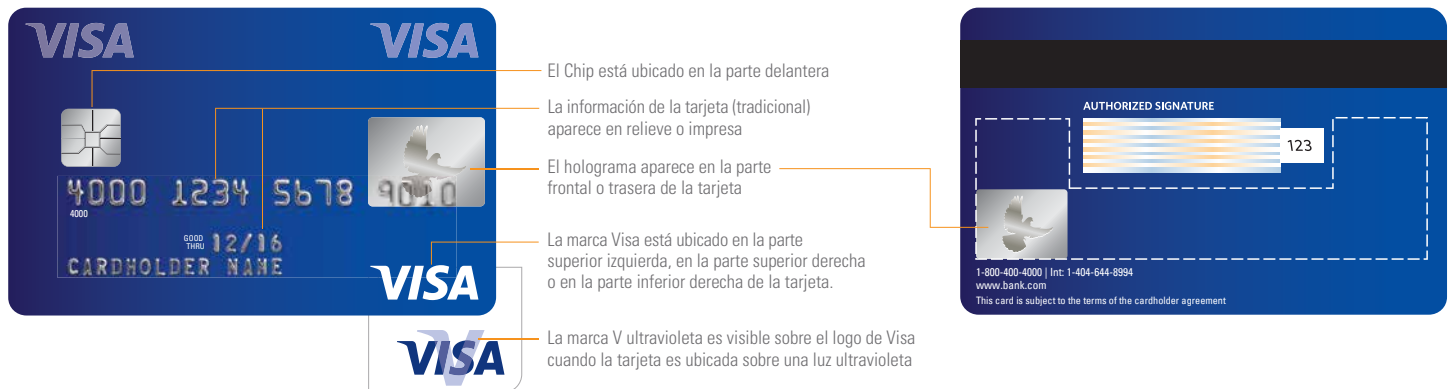 VISA
VISA
4000 1234 5678 9010
4000
GOOD THRU 12/16
CARDHOLDER NAME
VISA
VISA
El Chip está ubicado en la parte delantera
La información de la tarjeta (tradicional)
aparece en relieve o impresa
El holograma aparece en la parte
frontal o trasera de la tarjeta
La marca Visa está ubicado en la parte
superior izquierda, en la parte superior derecha
o en la parte inferior derecha de la tarjeta.
La marca V ultravioleta es visible sobre el logo de Visa
cuando la tarjeta es ubicada sobre una luz ultravioleta
AUTHORIZED SIGNATURE
123
1-800-400-4000 | Int: 1-404-644-8994
www.bank.com
This card is subject to the terms of the cardholder agreement